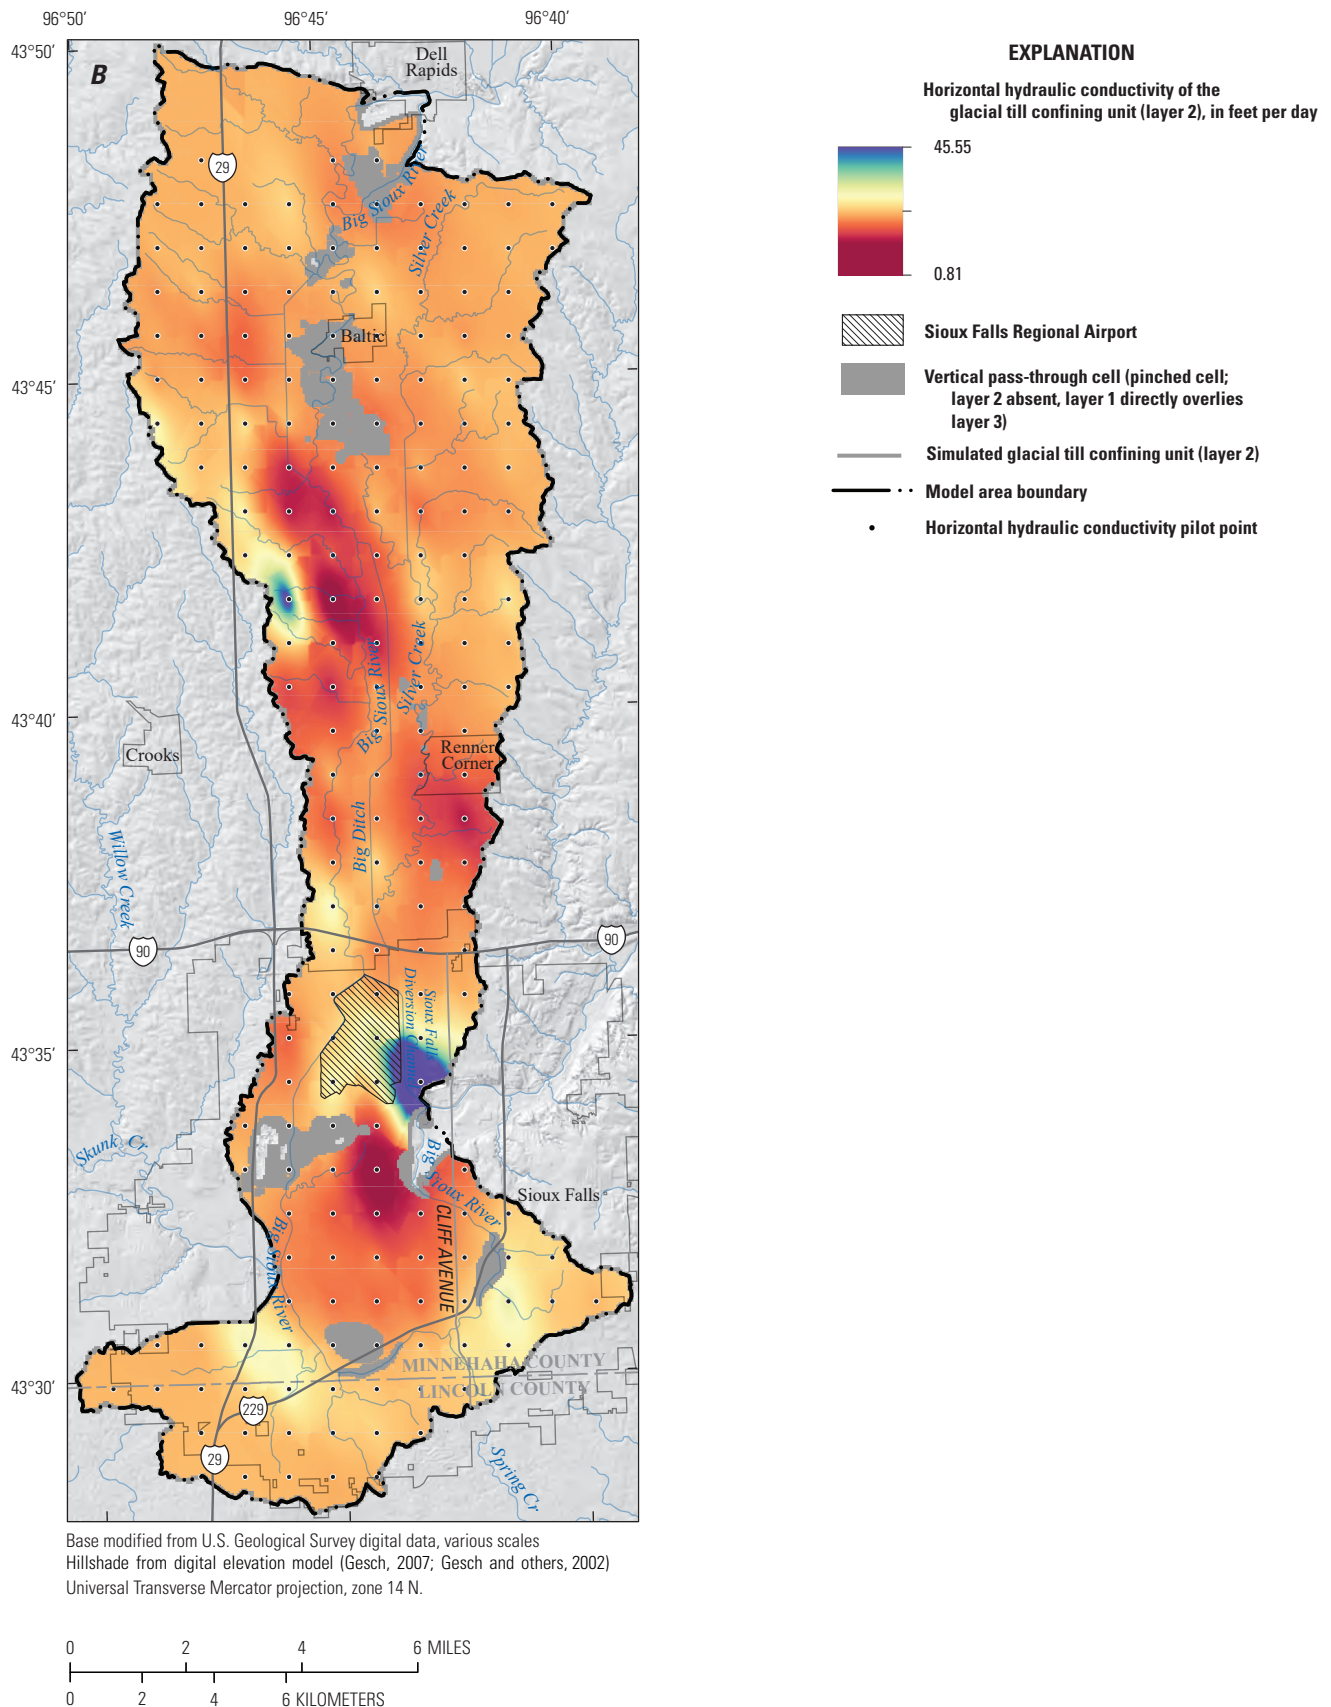 96°50′
96°45′
96°40′
43°50′
B
Dell
Rapids
EXPLANATION
Horizontal hydraulic conductivity of the
glacial till confining unit (layer 2), in feet per day
45.55
0.81
Sioux Falls Regional Airport
Vertical pass-through cell (pinched cell;
layer 2 absent, layer 1 directly overlies
layer 3)
Simulated glacial till confining unit (layer 2)
Model area boundary
Horizontal hydraulic conductivity pilot point
29
Big Sioux River
Silver Creek
Baltic
43°45′
Big Sioux River
Silver Creek
43°40′
Crooks
Renner
Corner
Big Ditch
Willow Creek
90
90
Sioux Falls
Diversion Channel
43°35′
Skunk Cr
Big Sioux River
Sioux Falls
CLIFF AVENUE
Big Sioux River
MINNEHAHA COUNTY
LINCOLN COUNTY
43°30′
229
29
Spring Cr
Base modified from U.S. Geological Survey digital data, various scales
Hillshade from digital elevation model (Gesch, 2007; Gesch and others, 2002)
Universal Transverse Mercator projection, zone 14 N.
0 2 4 6 MILES
0 2 4 6 KILOMETERS